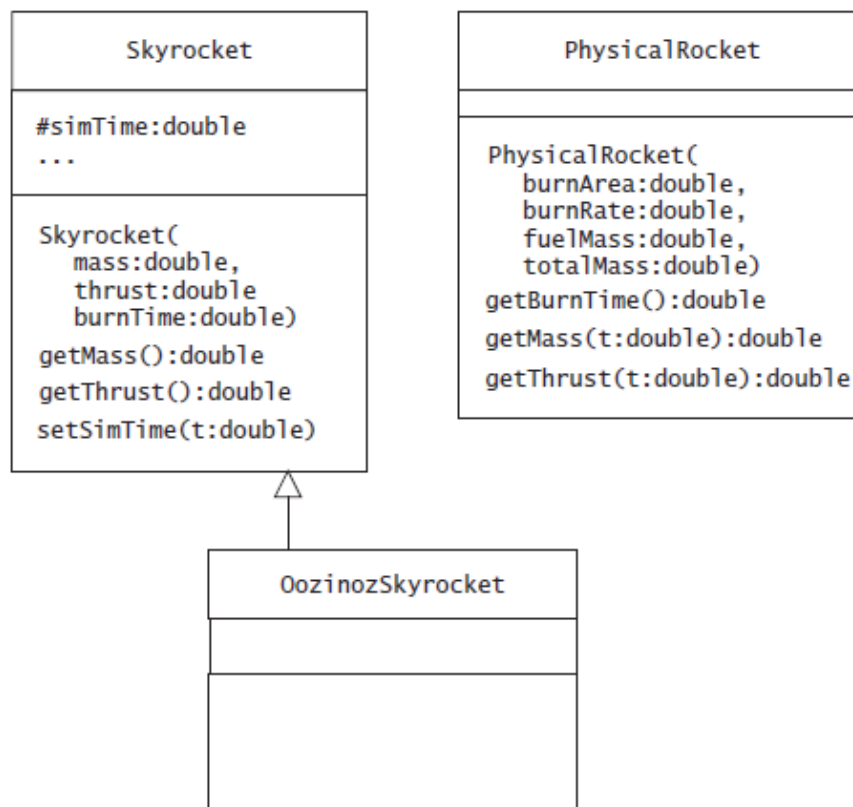 Skyrocket
#simTime:double
...
Skyrocket(
mass:double,
thrust:double
burnTime:double)
getMass():double
getThrust():double
setSimTime(t:double)
PhysicalRocket
PhysicalRocket(
burnArea:double,
burnRate:double,
fuelMass:double,
totalMass:double)
getBurnTime():double
getMass(t:double):double
getThrust(t:double):double
OozinozSkyrocket